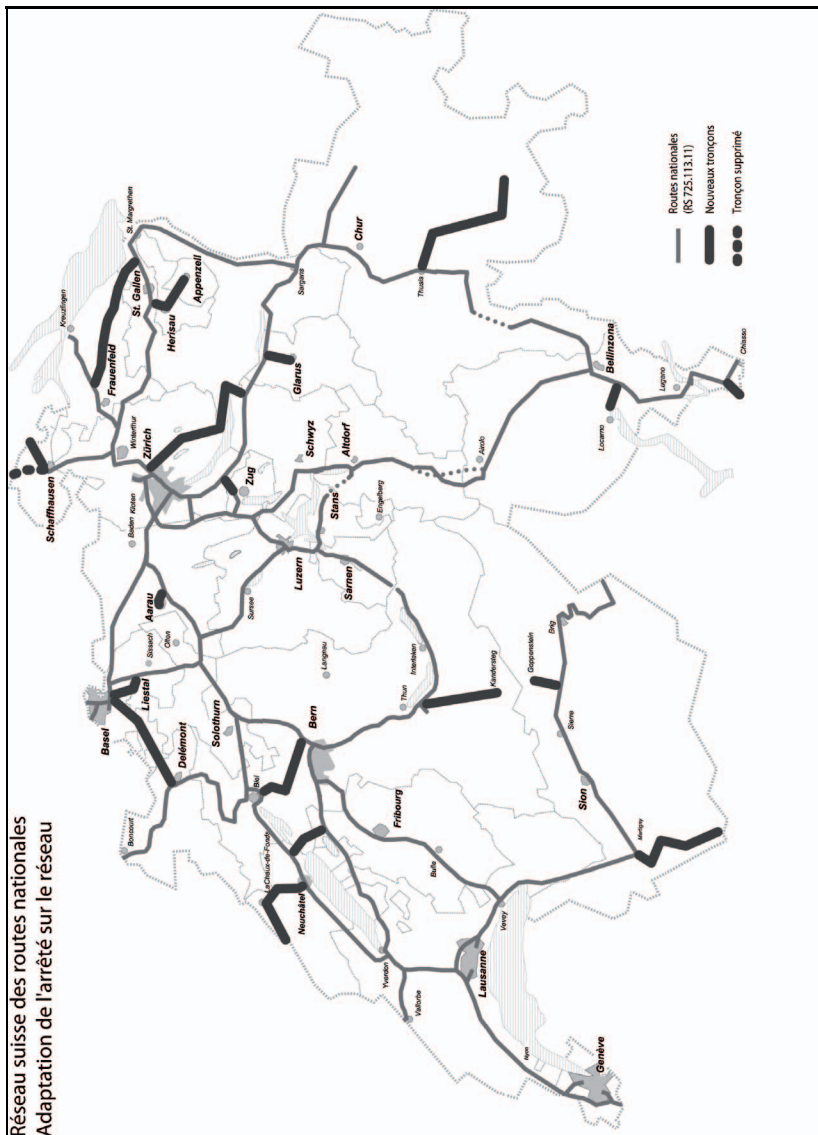 Réseau suisse des routes nationales
Adaptation de l'arrêté sur le réseau
Schaffhausen
Kreuzlingen
Frauenfeld
St. Margrethen
St. Gallen
Herisau
Appenzell
Winterthur
Zürich
Kloten
Baden
Basel
Liestal
Sissach
Olten
Aarau
Boncourt
Delémont
Solothurn
Biel
LaChaux-de-Fonds
Neuchâtel
Bern
Langnau
Sursee
Luzern
Zug
Schwyz
Altdorf
Stans
Engelberg
Sarnen
Glarus
Sargans
Chur
Thusis
Airolo
Interlaken
Thun
Kandersteg
Goppenstein
Brig
Sierre
Sion
Martigny
Fribourg
Bulle
Vevey
Lausanne
Yverdon
Vallorbe
Nyon
Genève
Locarno
Bellinzona
Lugano
Chiasso
Routes nationales
(RS 725.113.11)
Nouveaux tronçons
Tronçon supprimé